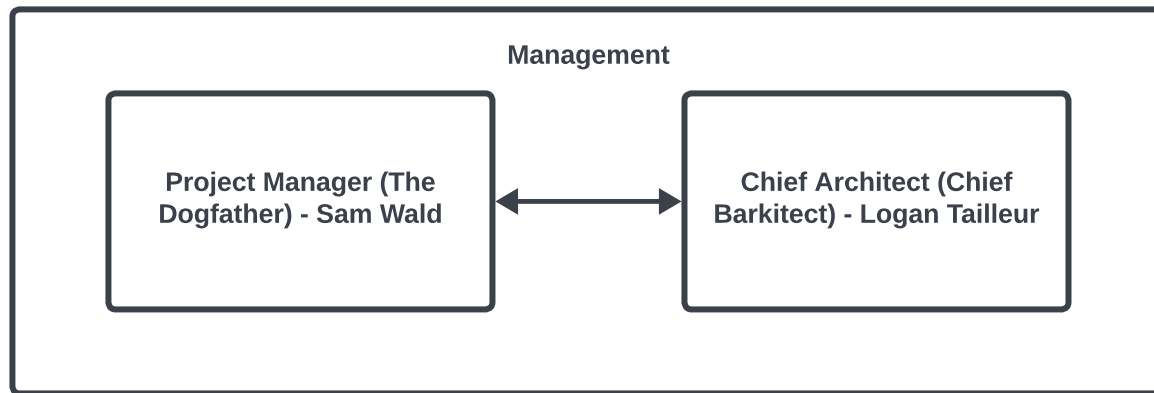 Management
Project Manager (The
Dogfather) - Sam Wald
Chief Architect (Chief
Barkitect) - Logan Tailleur